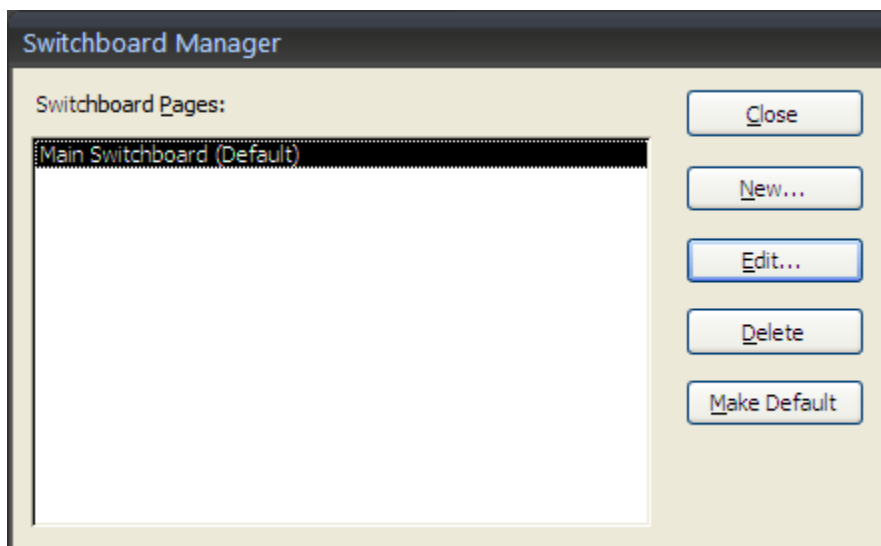 Switchboard Manager
Switchboard Pages:
Main Switchboard (Default)
Close
New...
Edit...
Delete
Make Default